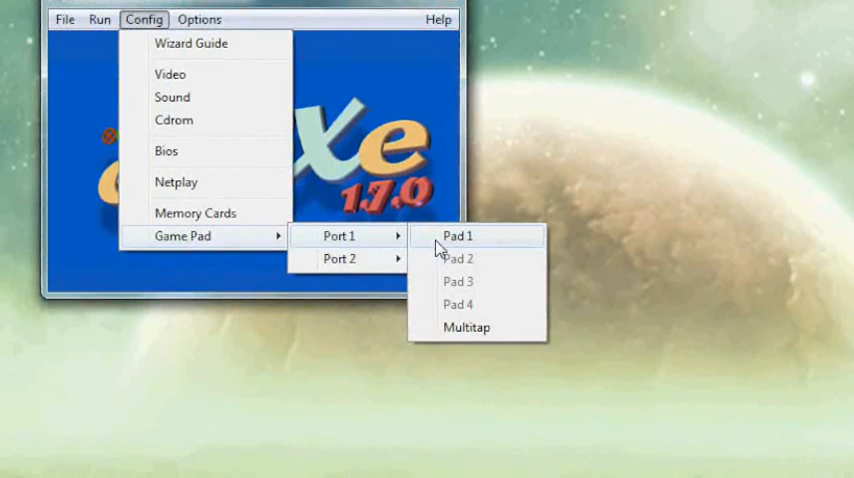 File Run Config Options Help
Wizard Guide
Video
Sound
Cdrom
Bios
Netplay
Memory Cards
Game Pad
Port 1
Port 2
Pad 1
Pad 2
Pad 3
Pad 4
Multitap
xe
1.7.0